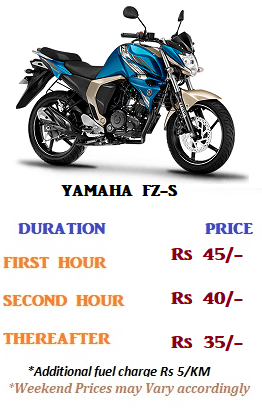 YAMAHA FZ-S
DURATION PRICE
FIRST HOUR Rs 45/-
SECOND HOUR Rs 40/-
THEREAFTER Rs 35/-
*Additional fuel charge Rs 5/KM
*Weekend Prices may Vary accordingly